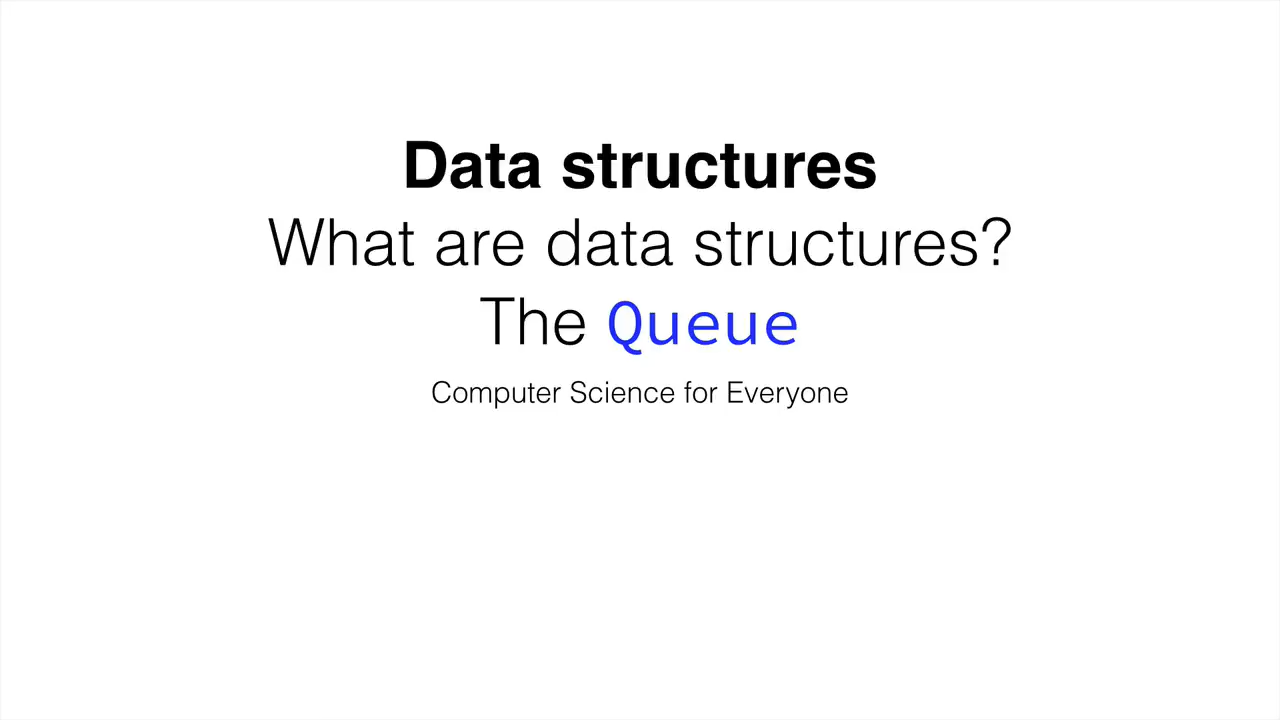 Data structures
What are data structures?
The Queue
Computer Science for Everyone